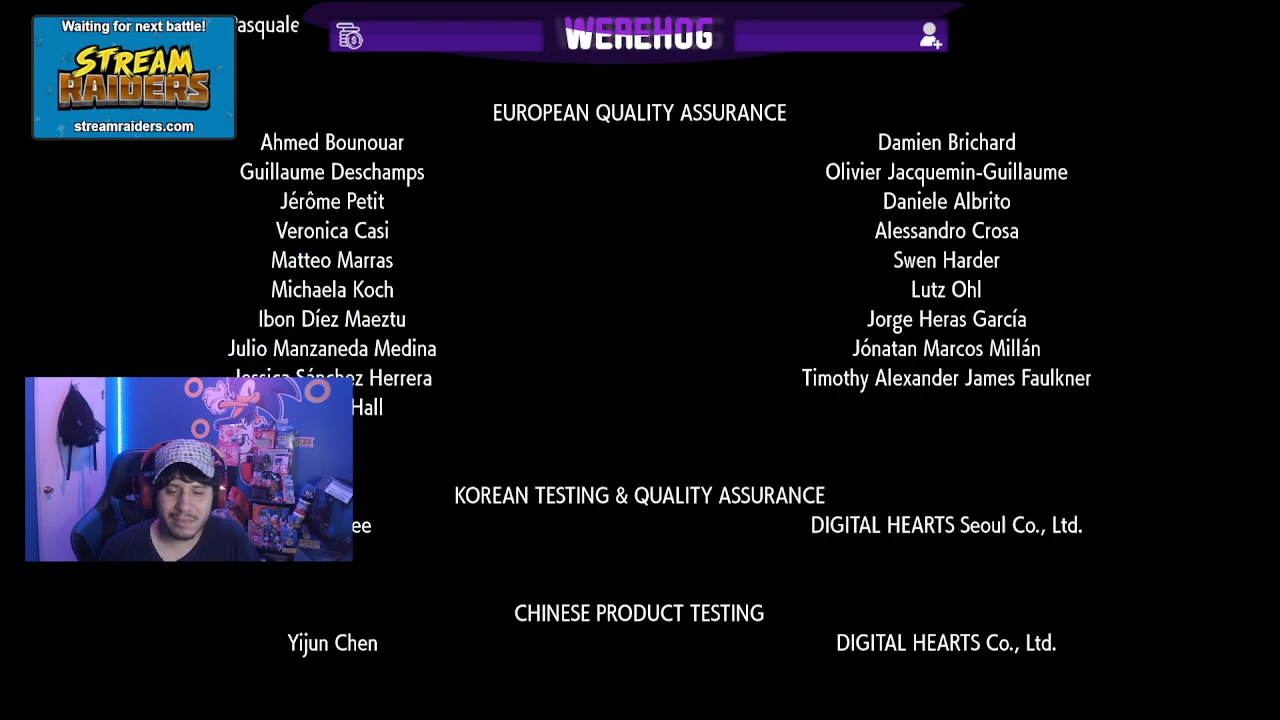 Waiting for next battle!
STREAM
RAIDERS
streamraiders.com
WEREHOG
EUROPEAN QUALITY ASSURANCE
Ahmed Bounouar
Damien Brichard
Guillaume Deschamps
Olivier Jacquemin-Guillaume
Jérôme Petit
Daniele Albrito
Veronica Casi
Alessandro Crosa
Matteo Marras
Swen Harder
Michaela Koch
Lutz Ohl
Ibon Díez Maeztu
Jorge Heras García
Julio Manzaneda Medina
Jónatan Marcos Millán
Jessica Sánchez Herrera
Timothy Alexander James Faulkner
Hall
KOREAN TESTING & QUALITY ASSURANCE
DIGITAL HEARTS Seoul Co., Ltd.
CHINESE PRODUCT TESTING
Yijun Chen
DIGITAL HEARTS Co., Ltd.